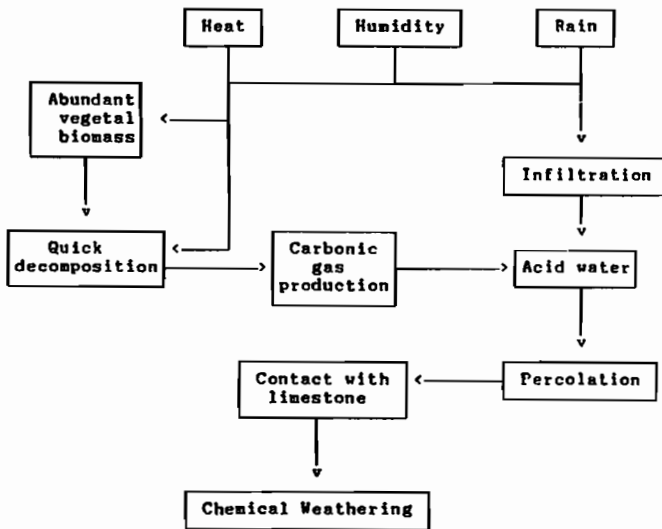 Heat
Humidity
Rain
Abundant
vegetal
biomass
Infiltration
Quick
decomposition
Carbonic
gas
production
Acid water
Contact with
limestone
Percolation
Chemical Weathering